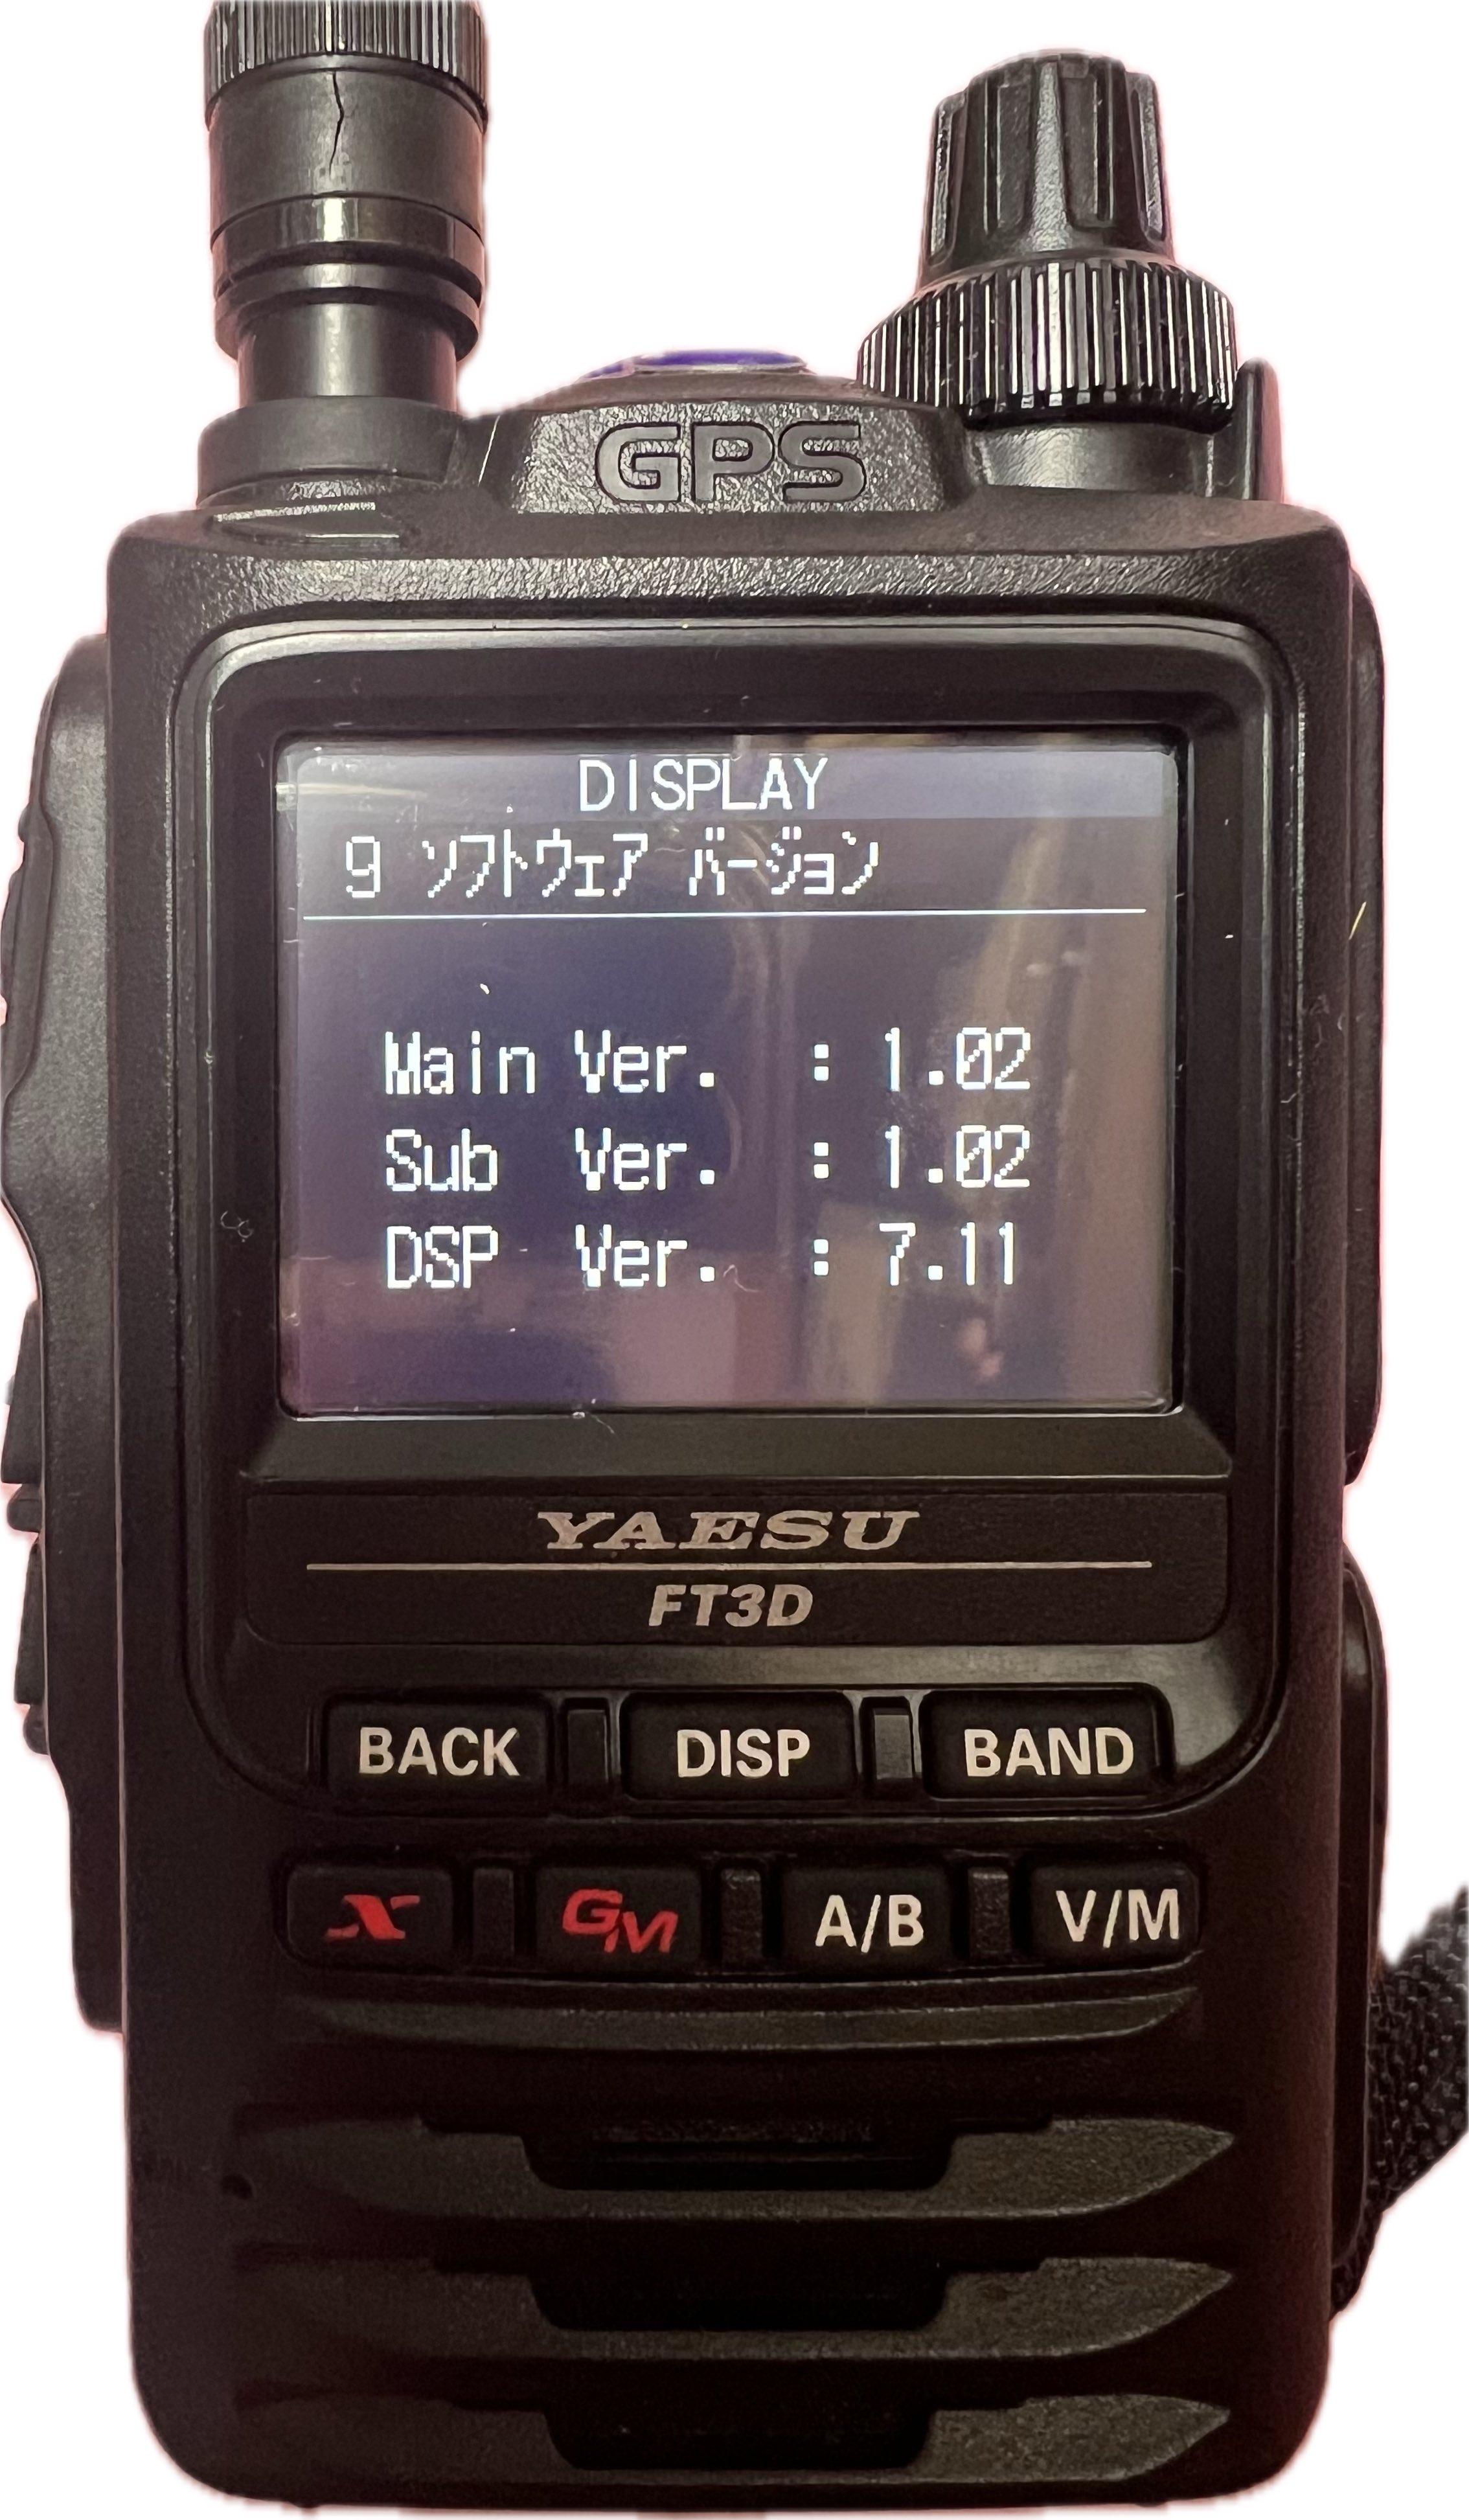 GPS
DISPLAY
9 ソフトウェア バージョン
Main Ver. : 1.02
Sub Ver. : 1.02
DSP Ver. : 7.11
YAESU
FT3D
BACK DISP BAND
X GM A/B V/M